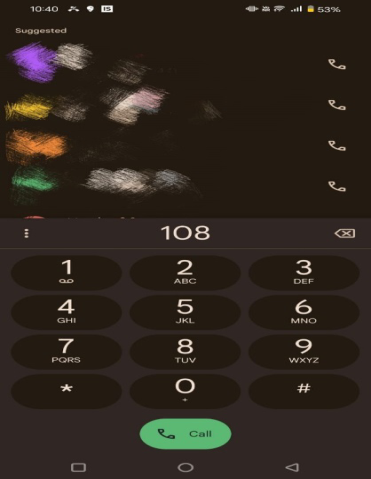 10:40 IS 53%
Suggested
108
1 2 3
ABC DEF
4 5 6
GHI JKL MNO
7 8 9
PQRS TUV WXYZ
* 0 #
+
Call